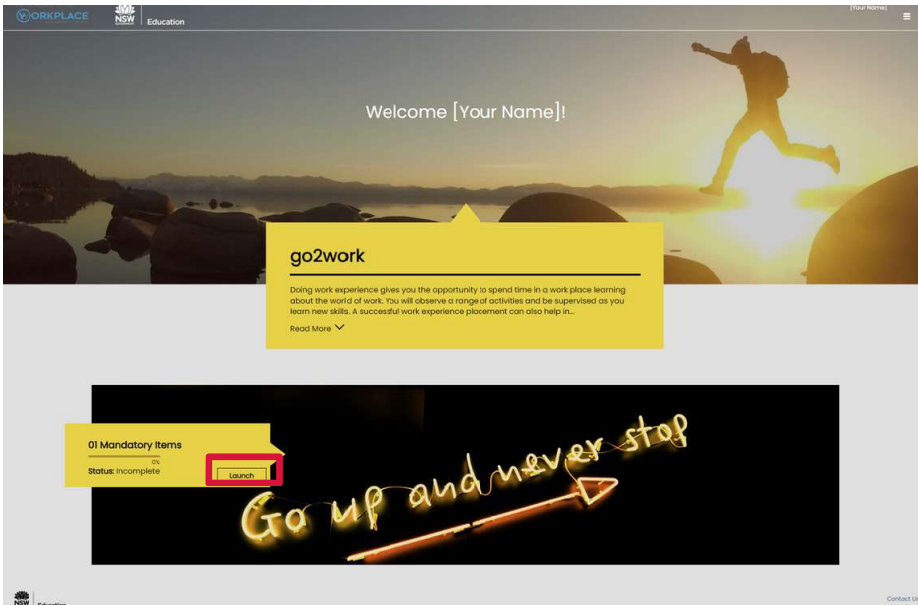 WORKPLACE
NSW
Education
[Your Name]
Welcome [Your Name]!
go2work
Doing work experience gives you the opportunity to spend time in a work place learning
about the world of work. You will observe a range of activities and be supervised as you
learn new skills. A successful work experience placement can also help in...
Read More
01 Mandatory Items
0%
Status: Incomplete
Launch
Go up and never stop
NSW
Education
Contact Us